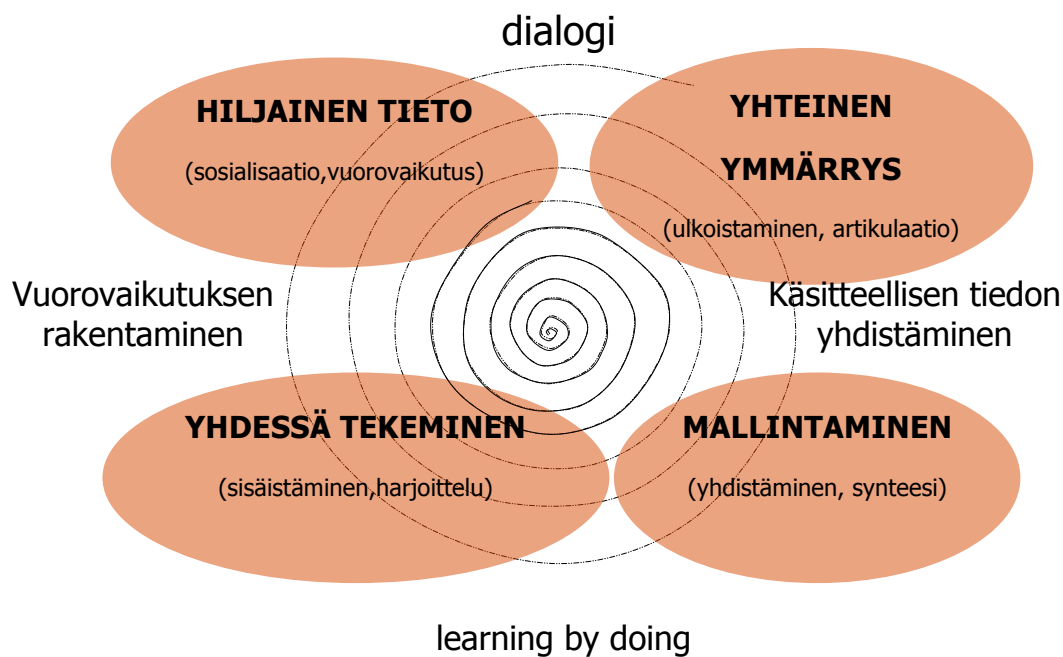 dialogi
HILJAINEN TIETO
(sosialisaatio,vuorovaikutus)
YHTEINEN
YMMÄRRYS
(ulkoistaminen, artikulaatio)
Vuorovaikutuksen
rakentaminen
Käsitteellisen tiedon
yhdistäminen
YHDESSÄ TEKEMINEN
(sisäistäminen,harjoittelu)
MALLINTAMINEN
(yhdistäminen, synteesi)
learning by doing